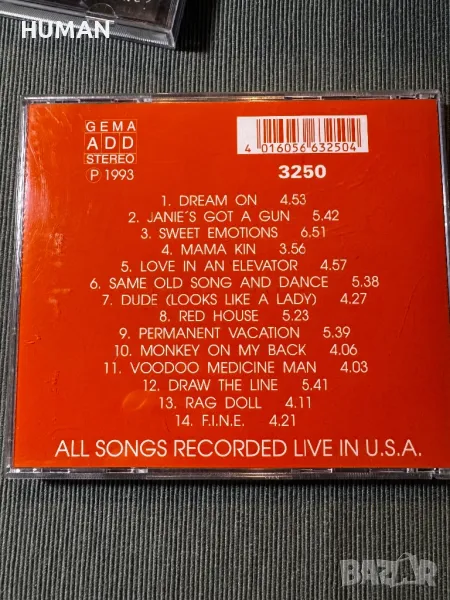 HUMAN
GEMA
ADD
STEREO
P 1993
4 016056 632504
3250
1. DREAM ON 4.53
2. JANIE'S GOT A GUN 5.42
3. SWEET EMOTIONS 6.51
4. MAMA KIN 3.56
5. LOVE IN AN ELEVATOR 4.57
6. SAME OLD SONG AND DANCE 5.38
7. DUDE (LOOKS LIKE A LADY) 4.27
8. RED HOUSE 5.23
9. PERMANENT VACATION 5.39
10. MONKEY ON MY BACK 4.06
11. VOODOO MEDICINE MAN 4.03
12. DRAW THE LINE 5.41
13. RAG DOLL 4.11
14. F.I.N.E. 4.21
ALL SONGS RECORDED LIVE IN U.S.A.
BAZAR